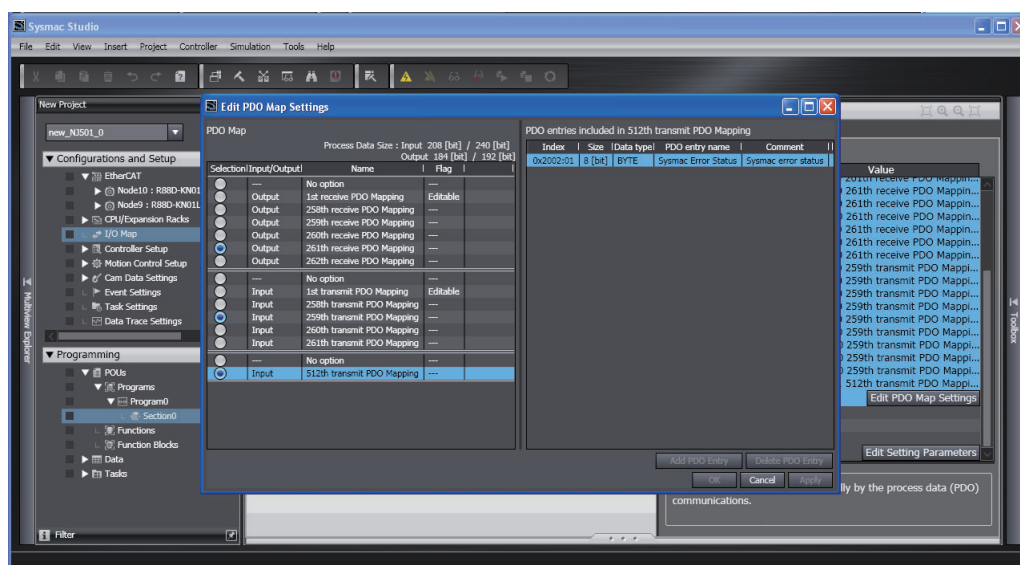 Sysmac Studio
File Edit View Insert Project Controller Simulation Tools Help
New Project
new_NJ501_0
Configurations and Setup
EtherCAT
Node10 : R88D-KN01
Node9 : R88D-KN01L
CPU/Expansion Racks
I/O Map
Controller Setup
Motion Control Setup
Cam Data Settings
Event Settings
Task Settings
Data Trace Settings
Programming
POUs
Programs
Program0
Section0
Functions
Function Blocks
Data
Tasks
Filter
Multiview Explorer
Edit PDO Map Settings
PDO Map
Process Data Size : Input 208 [bit] / 240 [bit]
Output 184 [bit] / 192 [bit]
Selection Input/Output Name Flag
--- No option ---
Output 1st receive PDO Mapping Editable
Output 258th receive PDO Mapping ---
Output 259th receive PDO Mapping ---
Output 260th receive PDO Mapping ---
Output 261th receive PDO Mapping ---
Output 262th receive PDO Mapping ---
--- No option ---
Input 1st transmit PDO Mapping Editable
Input 258th transmit PDO Mapping ---
Input 259th transmit PDO Mapping ---
Input 260th transmit PDO Mapping ---
Input 261th transmit PDO Mapping ---
--- No option ---
Input 512th transmit PDO Mapping ---
PDO entries included in 512th transmit PDO Mapping
Index Size Data type PDO entry name Comment
0x2002:01 8 [bit] BYTE Sysmac Error Status Sysmac error status
Add PDO Entry Delete PDO Entry
OK Cancel Apply
Value
261th receive PDO Mappin...
261th receive PDO Mappin...
261th receive PDO Mappin...
261th receive PDO Mappin...
261th receive PDO Mappin...
261th receive PDO Mappin...
261th receive PDO Mappin...
259th transmit PDO Mappi...
259th transmit PDO Mappi...
259th transmit PDO Mappi...
259th transmit PDO Mappi...
259th transmit PDO Mappi...
259th transmit PDO Mappi...
259th transmit PDO Mappi...
259th transmit PDO Mappi...
259th transmit PDO Mappi...
512th transmit PDO Mappi...
Edit PDO Map Settings
Edit Setting Parameters
lly by the process data (PDO)
communications.
Toolbox